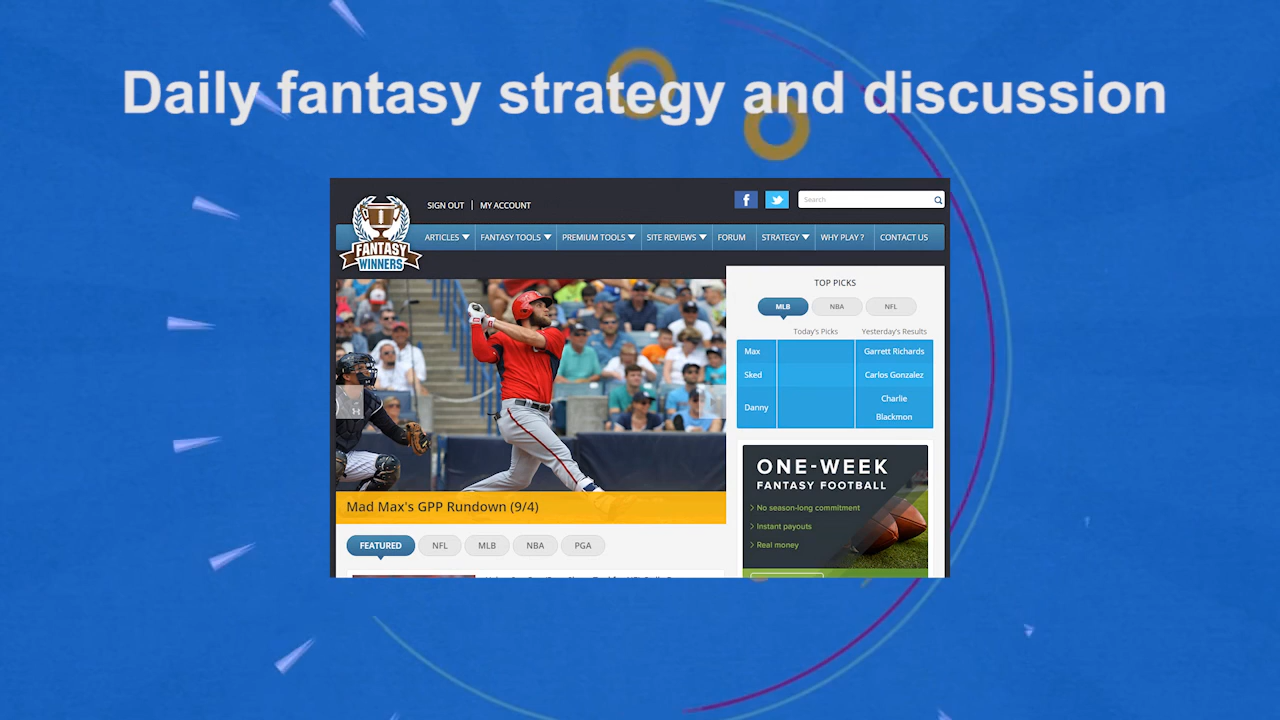 Daily fantasy strategy and discussion
SIGN OUT | MY ACCOUNT
Search
FANTASY
WINNERS
ARTICLES FANTASY TOOLS PREMIUM TOOLS SITE REVIEWS FORUM STRATEGY WHY PLAY ? CONTACT US
TOP PICKS
MLB NBA NFL
Today's Picks Yesterday's Results
Max Garrett Richards
Sked Carlos Gonzalez
Danny Charlie
Blackmon
Mad Max's GPP Rundown (9/4)
FEATURED NFL MLB NBA PGA
ONE-WEEK
FANTASY FOOTBALL
No season-long commitment
Instant payouts
Real money